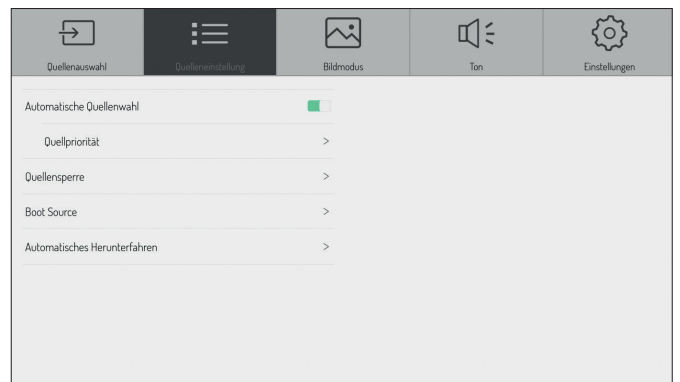 Quellenauswahl
Quelleneinstellung
Bildmodus
Ton
Einstellungen
Automatische Quellenwahl
Quellpriorität >
Quellensperre >
Boot Source >
Automatisches Herunterfahren >